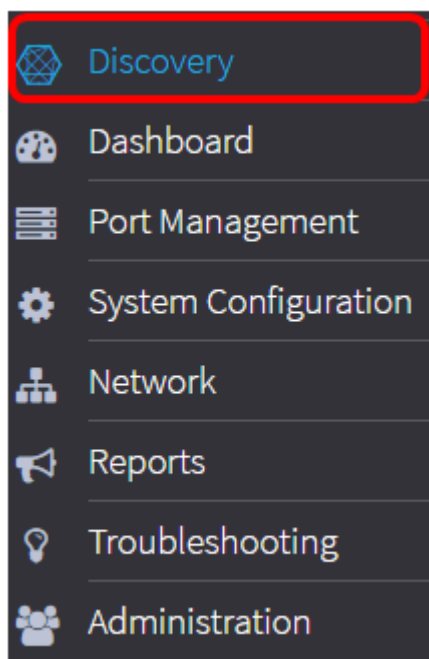 Discovery
Dashboard
Port Management
System Configuration
Network
Reports
Troubleshooting
Administration